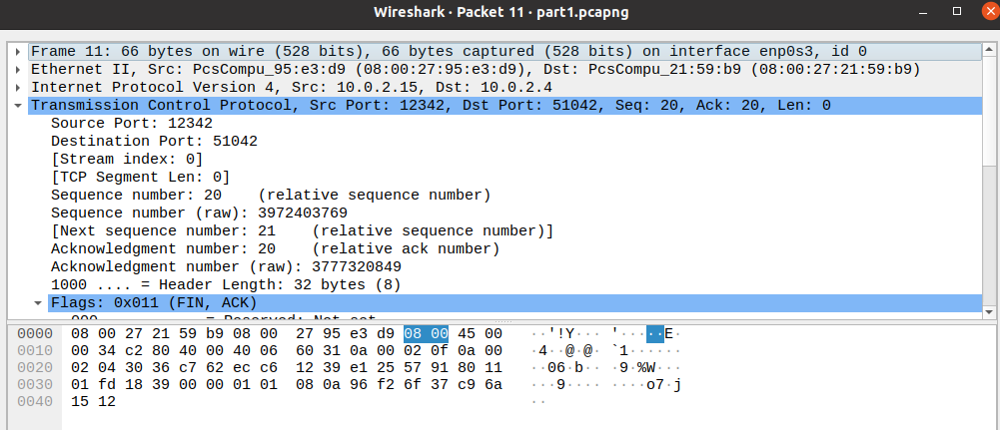 Wireshark · Packet 11 · part1.pcapng
Frame 11: 66 bytes on wire (528 bits), 66 bytes captured (528 bits) on interface enp0s3, id 0
Ethernet II, Src: PcsCompu_95:e3:d9 (08:00:27:95:e3:d9), Dst: PcsCompu_21:59:b9 (08:00:27:21:59:b9)
Internet Protocol Version 4, Src: 10.0.2.15, Dst: 10.0.2.4
Transmission Control Protocol, Src Port: 12342, Dst Port: 51042, Seq: 20, Ack: 20, Len: 0
Source Port: 12342
Destination Port: 51042
[Stream index: 0]
[TCP Segment Len: 0]
Sequence number: 20    (relative sequence number)
Sequence number (raw): 3972403769
[Next sequence number: 21    (relative sequence number)]
Acknowledgment number: 20    (relative ack number)
Acknowledgment number (raw): 3777320849
1000 .... = Header Length: 32 bytes (8)
Flags: 0x011 (FIN, ACK)
000. .... .... = Reserved: Not set
0000  08 00 27 21 59 b9 08 00  27 95 e3 d9 08 00 45 00   ··'!Y··· '·····E·
0010  00 34 c2 80 40 00 40 06  60 31 0a 00 02 0f 0a 00   ·4··@·@· `1······
0020  02 04 30 36 c7 62 ec c6  12 39 e1 25 57 91 80 11   ··06·b·· ·9·%W···
0030  01 fd 18 39 00 00 01 01  08 0a 96 f2 6f 37 c9 6a   ···9···· ····o7·j
0040  15 12   ··